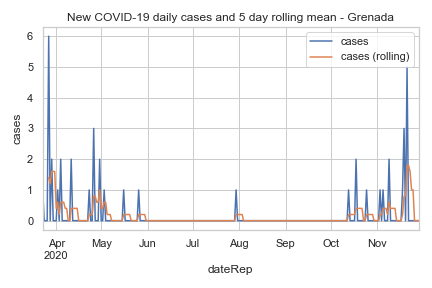 New COVID-19 daily cases and 5 day rolling mean - Grenada
cases
cases (rolling)
6
5
4
3
2
1
0
cases
Apr May Jun Jul Aug Sep Oct Nov
2020
dateRep